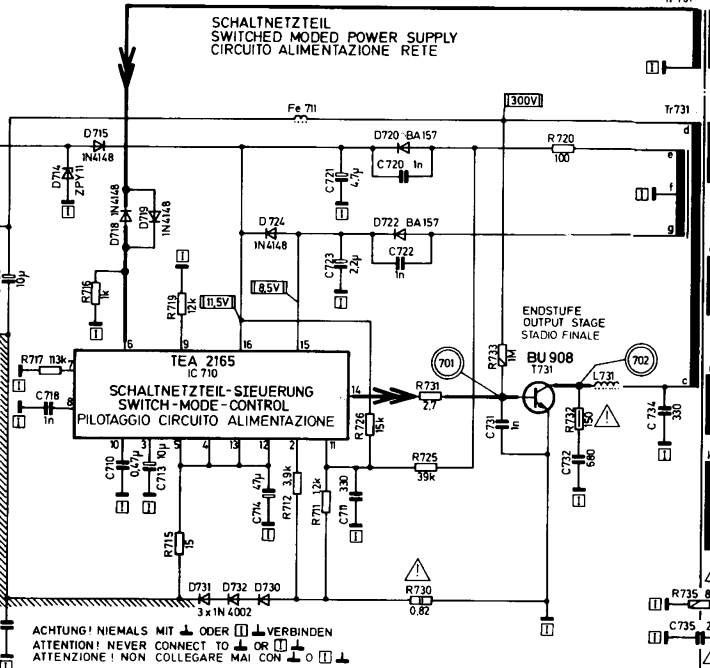 SCHALTNETZTEIL
SWITCHED MODED POWER SUPPLY
CIRCUITO ALIMENTAZIONE RETE
I
Fe 711
300V
Tr731
d
D715
1N4148
D720 BA157
R720
100
e
D714
ZPY11
C720 1n
C721
4,7µ
I
D718
1N4148
D719
1N4148
I
f
I
I
D724
1N4148
D722 BA157
g
C723
2,2µ
C722
1n
I
10µ
R716
1k
I
R719
12k
8,5V
11,5V
I
ENDSTUFE
OUTPUT STAGE
STADIO FINALE
R733
1M
BU 908
T731
701
702
6
9
16
15
R717 113k
7
I
TEA 2165
IC 710
L731
c
C718
1n
8
I
SCHALTNETZTEIL-SIEUERUNG
SWITCH-MODE-CONTROL
PILOTAGGIO CIRCUITO ALIMENTAZIONE
14
R731
2,7
R726
15k
C731
1n
R732
150
C734
330
I
10
3
5
4
13
12
2
11
C710
0,47µ
C713
10µ
C714
47µ
R712
3,9k
R711
12k
C711
330
R725
39k
C732
680
I
I
I
I
I
R715
15
D731 D732 D730
3x1N 4002
R730
0,82
I
R735
I
C735
I
I
ACHTUNG! NIEMALS MIT ODER I VERBINDEN
ATTENTION! NEVER CONNECT TO OR I
ATTENZIONE! NON COLLEGARE MAI CON O I